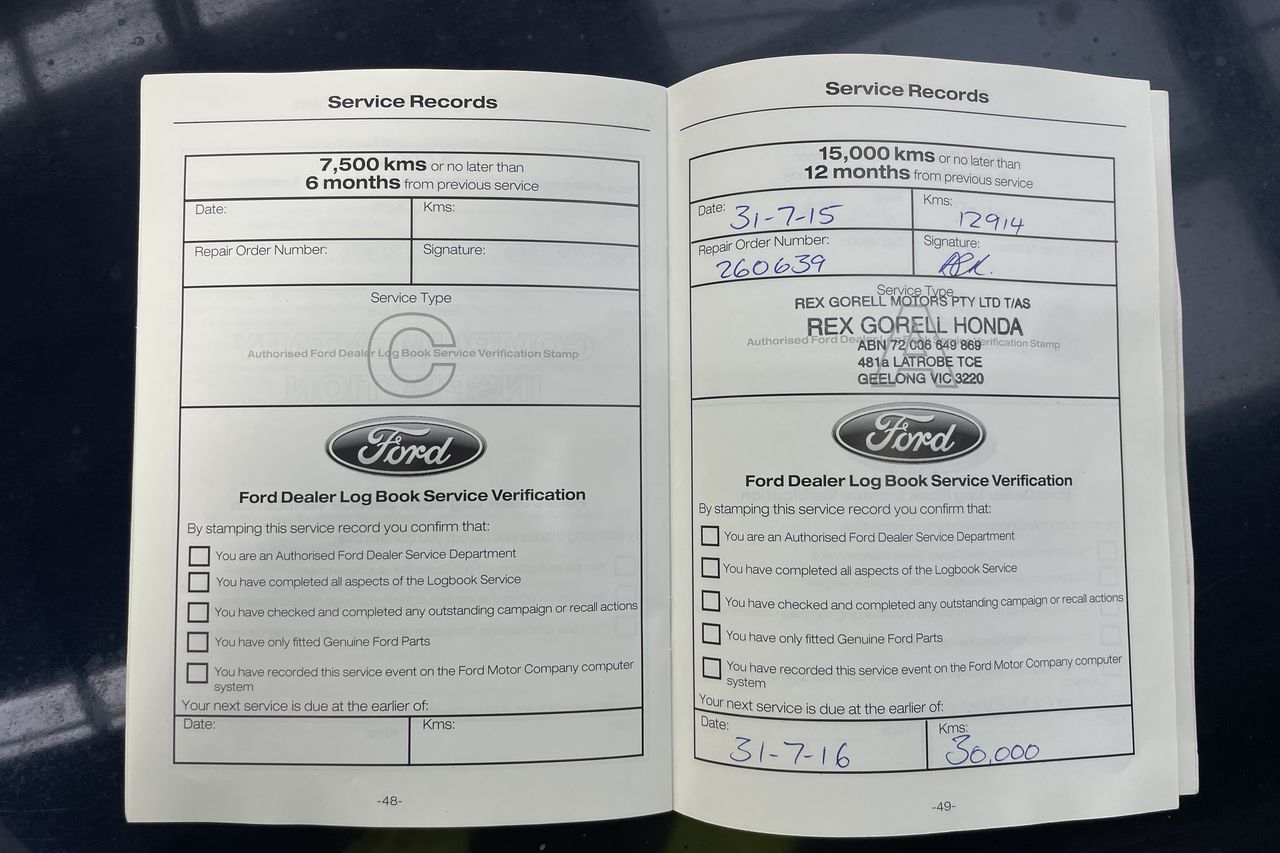 Service Records
7,500 kms or no later than
6 months from previous service
Date:
Kms:
Repair Order Number:
Signature:
Service Type
C
Authorised Ford Dealer Log Book Service Verification Stamp
Ford
Ford Dealer Log Book Service Verification
By stamping this service record you confirm that:
You are an Authorised Ford Dealer Service Department
You have completed all aspects of the Logbook Service
You have checked and completed any outstanding campaign or recall actions
You have only fitted Genuine Ford Parts
You have recorded this service event on the Ford Motor Company computer
system
Your next service is due at the earlier of:
Date:
Kms:
-48-
Service Records
15,000 kms or no later than
12 months from previous service
Date: 31-7-15
Kms: 12914
Repair Order Number:
260639
Signature:
Service Type
REX GORELL MOTORS PTY LTD T/AS
REX GORELL HONDA
A
Authorised Ford Dealer Log Book Service Verification Stamp
ABN 72 006 649 869
481a LATROBE TCE
GEELONG VIC 3220
Ford
Ford Dealer Log Book Service Verification
By stamping this service record you confirm that:
You are an Authorised Ford Dealer Service Department
You have completed all aspects of the Logbook Service
You have checked and completed any outstanding campaign or recall actions
You have only fitted Genuine Ford Parts
You have recorded this service event on the Ford Motor Company computer
system
Your next service is due at the earlier of:
Date: 31-7-16
Kms: 30,000
-49-